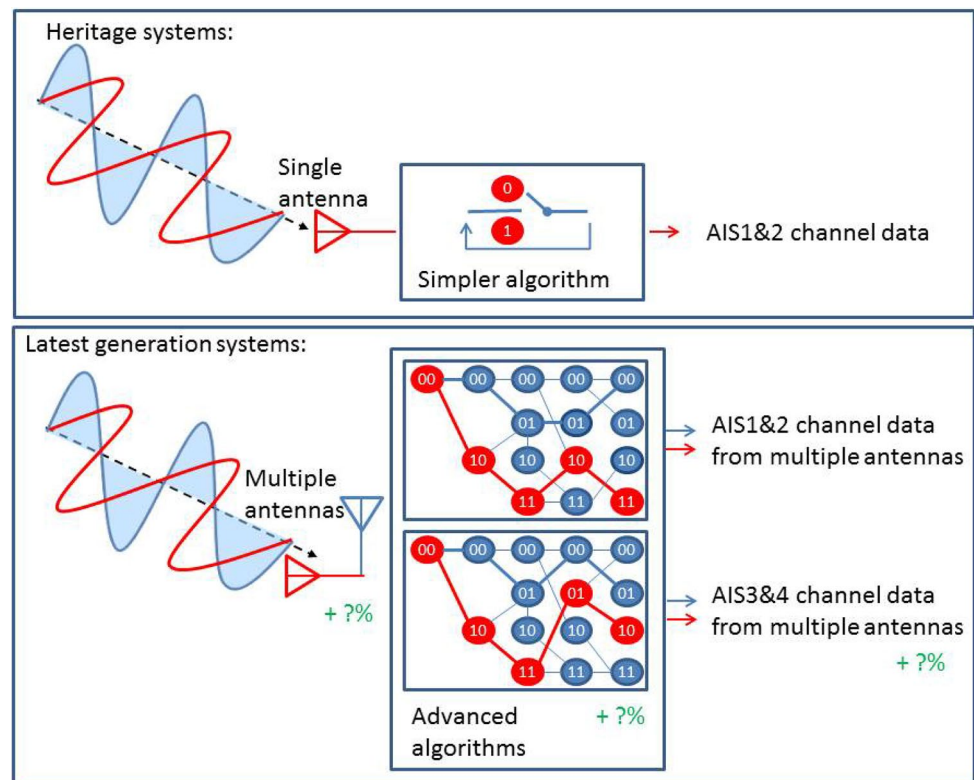 Heritage systems:
Single
antenna
0
1
Simpler algorithm
AIS1&2 channel data
Latest generation systems:
Multiple
antennas
+ ?%
00 00 00 00 00
01 01 01
10 10 10 10
11 11 11
AIS1&2 channel data
from multiple antennas
00 00 00 00 00
01 01 01
10 10 10 10
11 11 11
AIS3&4 channel data
from multiple antennas
+ ?%
Advanced
algorithms
+ ?%